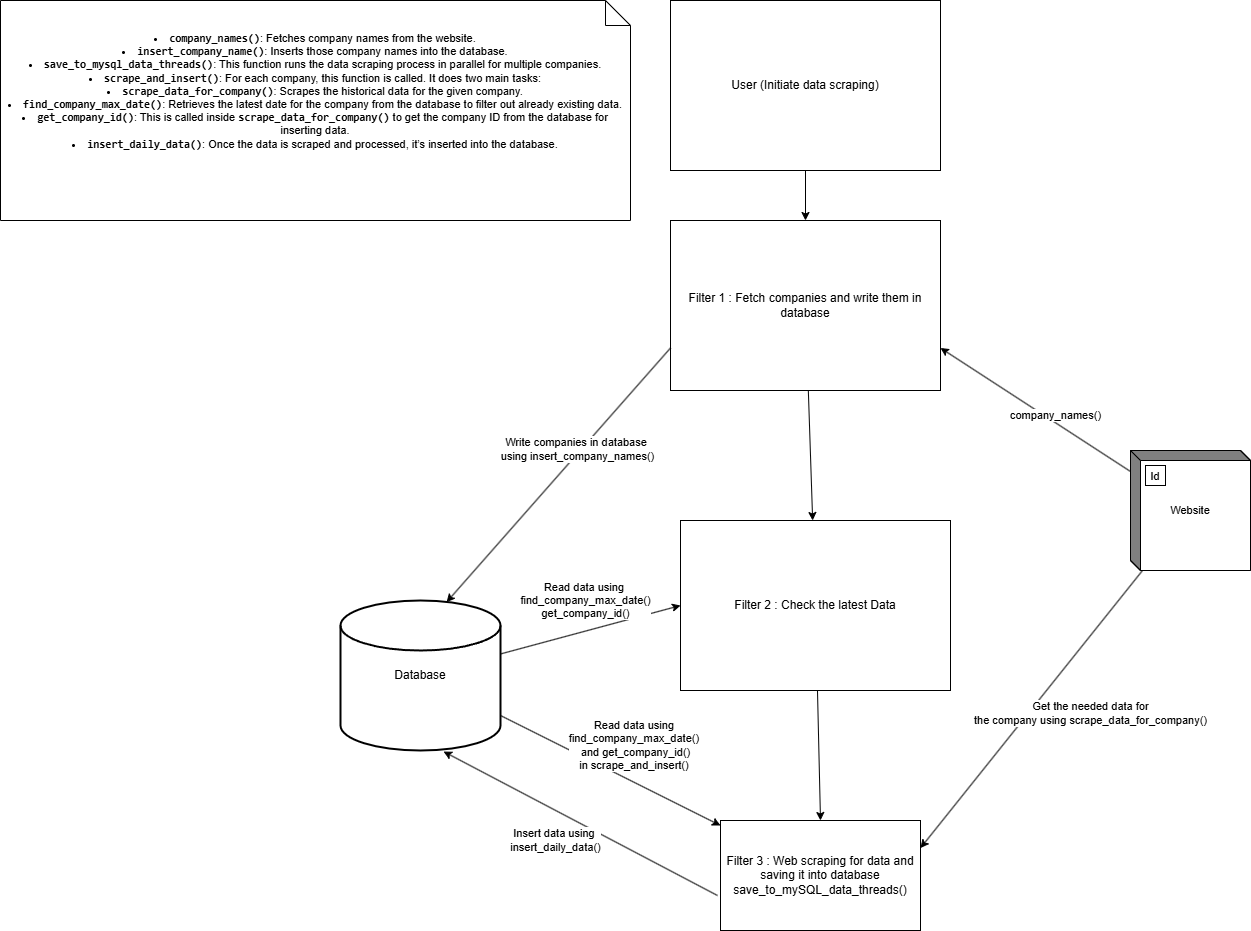 • company_names(): Fetches company names from the website.
• insert_company_name(): Inserts those company names into the database.
• save_to_mysql_data_threads(): This function runs the data scraping process in parallel for multiple companies.
• scrape_and_insert(): For each company, this function is called. It does two main tasks:
• scrape_data_for_company(): Scrapes the historical data for the given company.
• find_company_max_date(): Retrieves the latest date for the company from the database to filter out already existing data.
• get_company_id(): This is called inside scrape_data_for_company() to get the company ID from the database for
inserting data.
• insert_daily_data(): Once the data is scraped and processed, it's inserted into the database.
User (Initiate data scraping)
Filter 1 : Fetch companies and write them in
database
company_names()
Write companies in database
using insert_company_names()
Id
Website
Read data using
find_company_max_date()
get_company_id()
Filter 2 : Check the latest Data
Database
Get the needed data for
the company using scrape_data_for_company()
Read data using
find_company_max_date()
and get_company_id()
in scrape_and_insert()
Insert data using
insert_daily_data()
Filter 3 : Web scraping for data and
saving it into database
save_to_mySQL_data_threads()